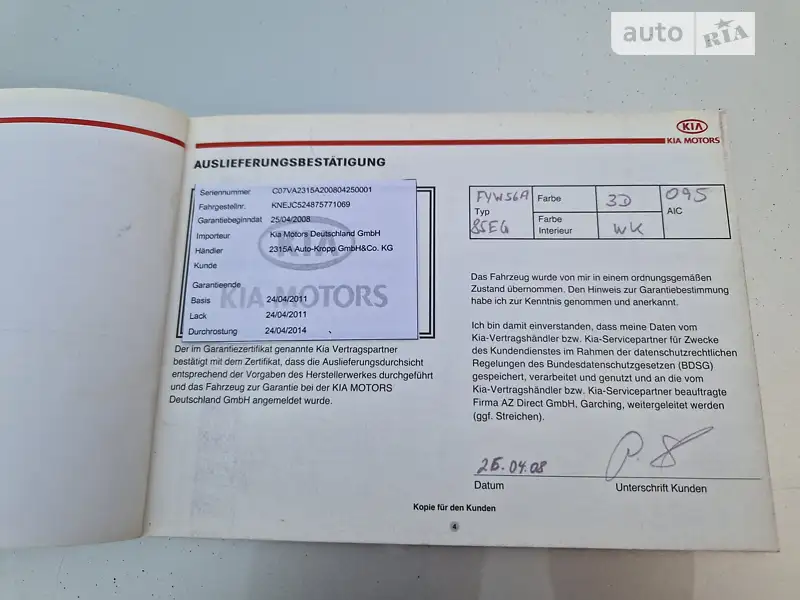 auto RIA
KIA
KIA MOTORS
AUSLIEFERUNGSBESTÄTIGUNG
Seriennummer C07VA2315A200804250001
Fahrgestellnr. KNEJC524875771069
Garantiebeginndat 25/04/2008
Importeur Kia Motors Deutschland GmbH
Händler 2315A Auto-Kropp GmbH&Co. KG
Kunde
Garantieende
Basis 24/04/2011
Lack 24/04/2011
Durchrostung 24/04/2014
KIA
KIA MOTORS
Der im Garantiezertifikat genannte Kia Vertragspartner
bestätigt mit dem Zertifikat, dass die Auslieferungsdurchsicht
entsprechend der Vorgaben des Herstellerwerkes durchgeführt
und das Fahrzeug zur Garantie bei der KIA MOTORS
Deutschland GmbH angemeldet wurde.
FYW56A Farbe 3D 095
Typ AIC
85EG Farbe Interieur WK
Das Fahrzeug wurde von mir in einem ordnungsgemäßen
Zustand übernommen. Den Hinweis zur Garantiebestimmung
habe ich zur Kenntnis genommen und anerkannt.
Ich bin damit einverstanden, dass meine Daten vom
Kia-Vertragshändler bzw. Kia-Servicepartner für Zwecke
des Kundendienstes im Rahmen der datenschutzrechtlichen
Regelungen des Bundesdatenschutzgesetzen (BDSG)
gespeichert, verarbeitet und genutzt und an die vom
Kia-Vertragshändler bzw. Kia-Servicepartner beauftragte
Firma AZ Direct GmbH, Garching, weitergeleitet werden
(ggf. Streichen).
25.04.08
Datum Unterschrift Kunden
Kopie für den Kunden
4